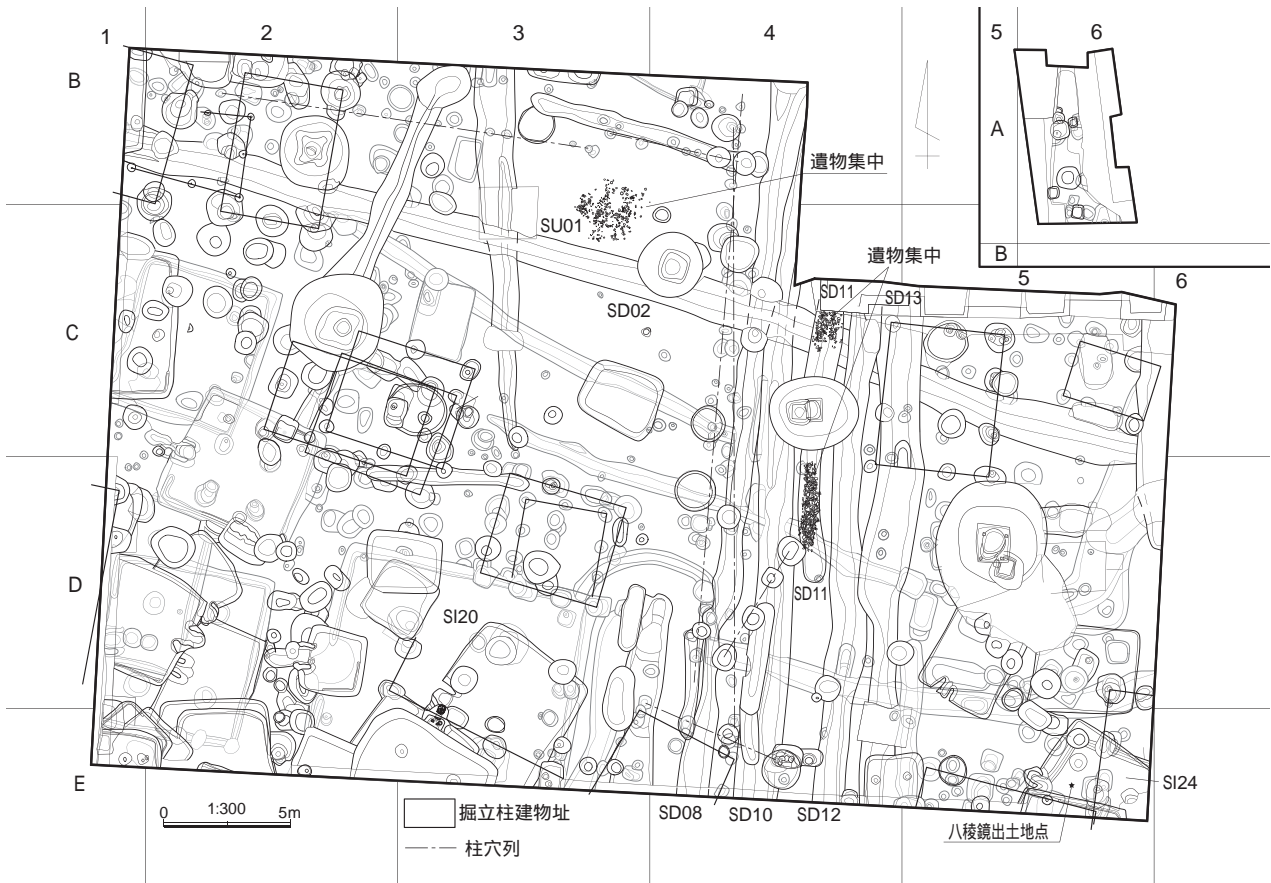 1
2
3
4
5
6
B
A
遺物集中
SU01
B
遺物集中
5
6
SD11
SD13
SD02
C
D
SD11
SI20
E
SI24
SD08
SD10
SD12
0
1:300
5m
掘立柱建物址
八稜鏡出土地点
柱穴列